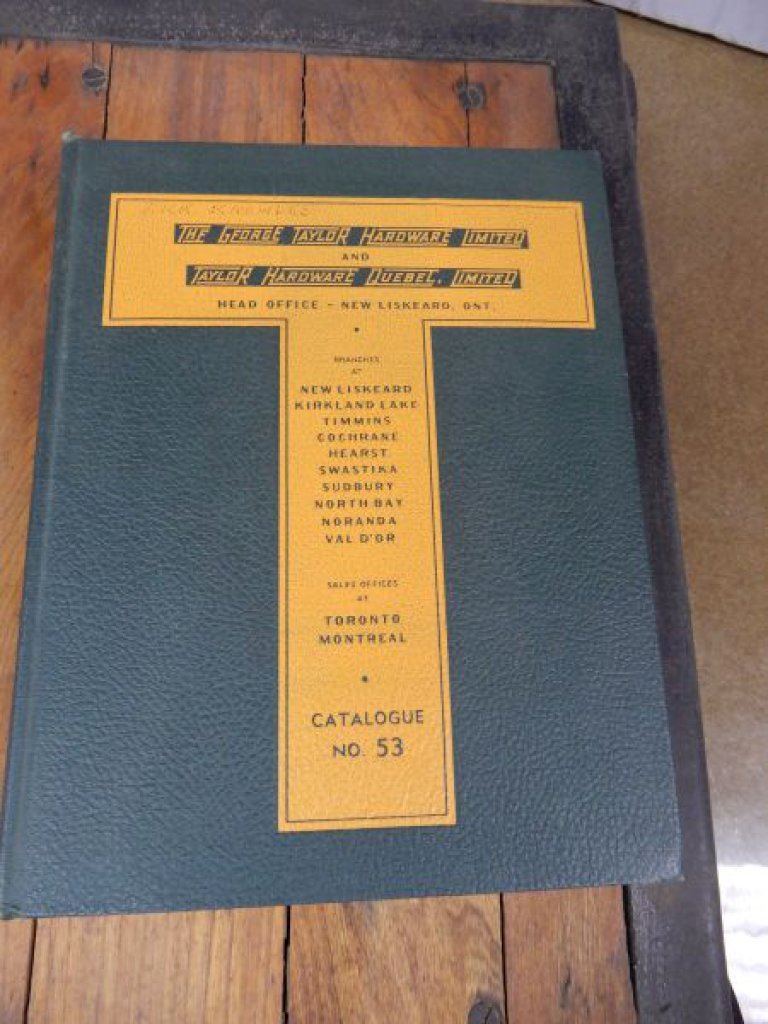 THE GEORGE TAYLOR HARDWARE LIMITED
AND
TAYLOR HARDWARE QUEBEC, LIMITED
HEAD OFFICE - NEW LISKEARD, ONT.
BRANCHES
AT
NEW LISKEARD
KIRKLAND LAKE
TIMMINS
COCHRANE
HEARST
SWASTIKA
SUDBURY
NORTH BAY
NORANDA
VAL D'OR
SALES OFFICES
AT
TORONTO
MONTREAL
CATALOGUE
NO. 53